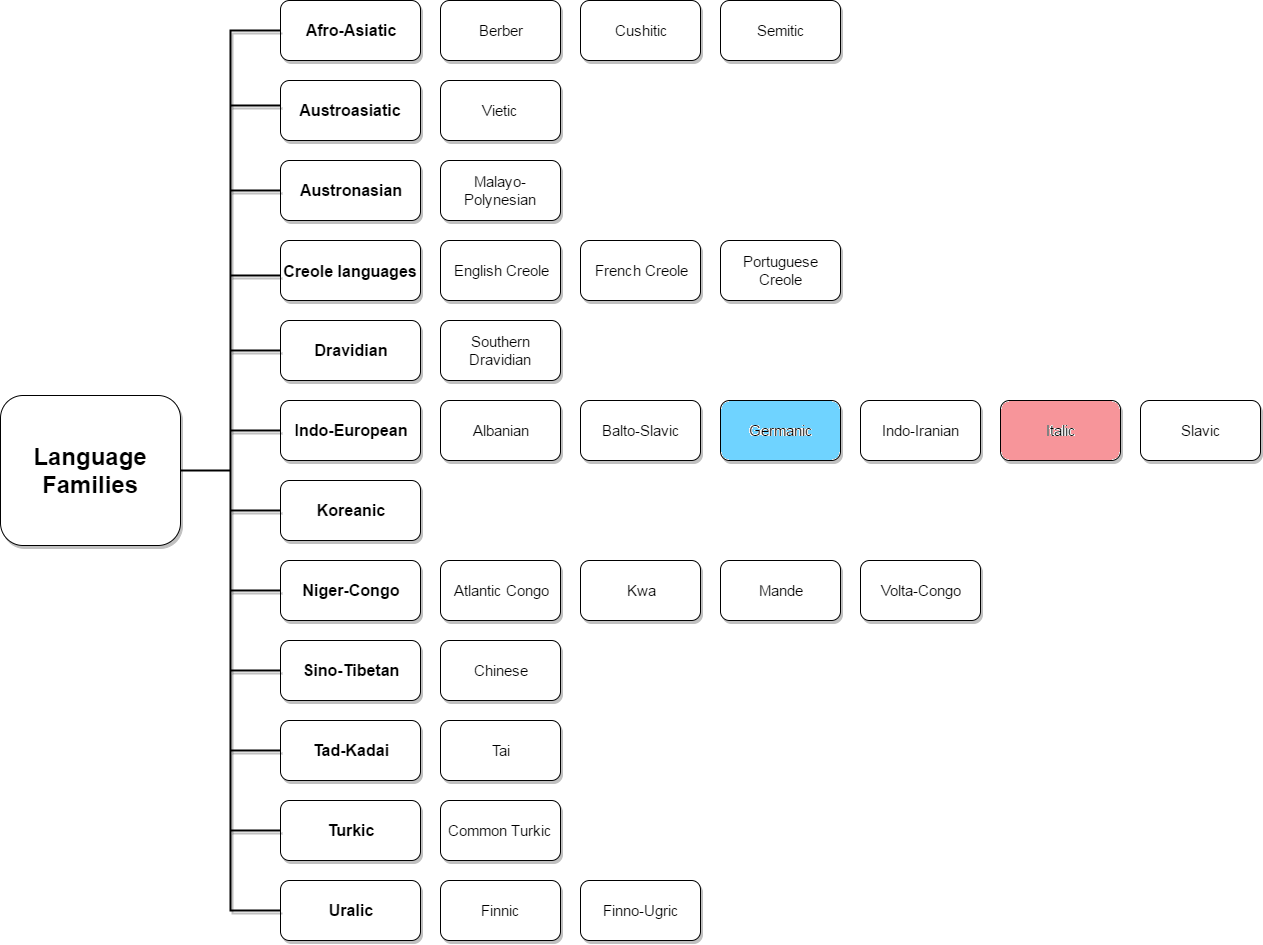 Afro-Asiatic Berber Cushitic Semitic
Austroasiatic Vietic
Austronasian Malayo-
Polynesian
Creole languages English Creole French Creole Portuguese
Creole
Dravidian Southern
Dravidian
Language
Families
Indo-European Albanian Balto-Slavic Germanic Indo-Iranian Italic Slavic
Koreanic
Niger-Congo Atlantic Congo Kwa Mande Volta-Congo
Sino-Tibetan Chinese
Tad-Kadai Tai
Turkic Common Turkic
Uralic Finnic Finno-Ugric